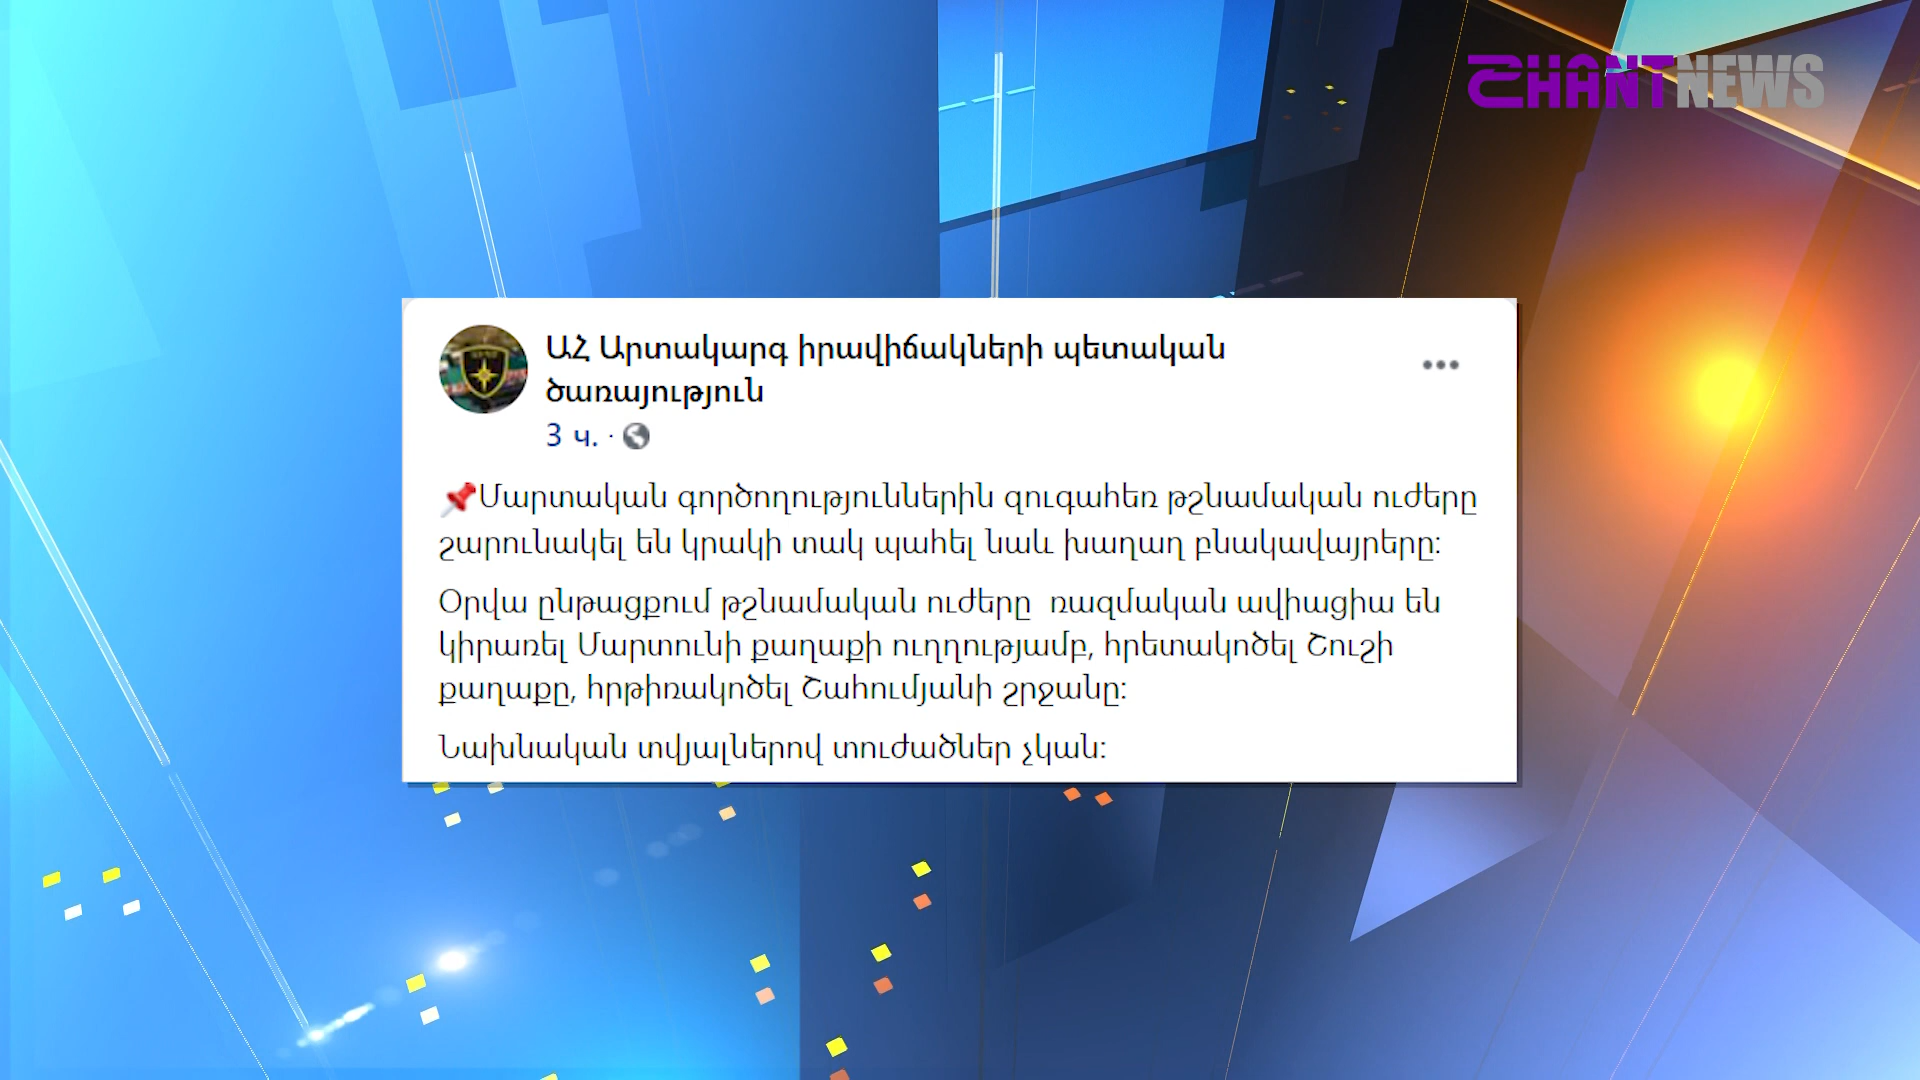 SHANTNEWS
ԱՀ Արտակարգ իրավիճակների պետական
ծառայություն
3 ч. ·
Մարտական գործողություններին զուգահեռ թշնամական ուժերը
շարունակել են կրակի տակ պահել նաև խաղաղ բնակավայրերը։
Օրվա ընթացքում թշնամական ուժերը  ռազմական ավիացիա են
կիրառել Մարտունի քաղաքի ուղղությամբ, հրետակոծել Շուշի
քաղաքը, հրթիռակոծել Շահումյանի շրջանը։
Նախնական տվյալներով տուժածներ չկան։